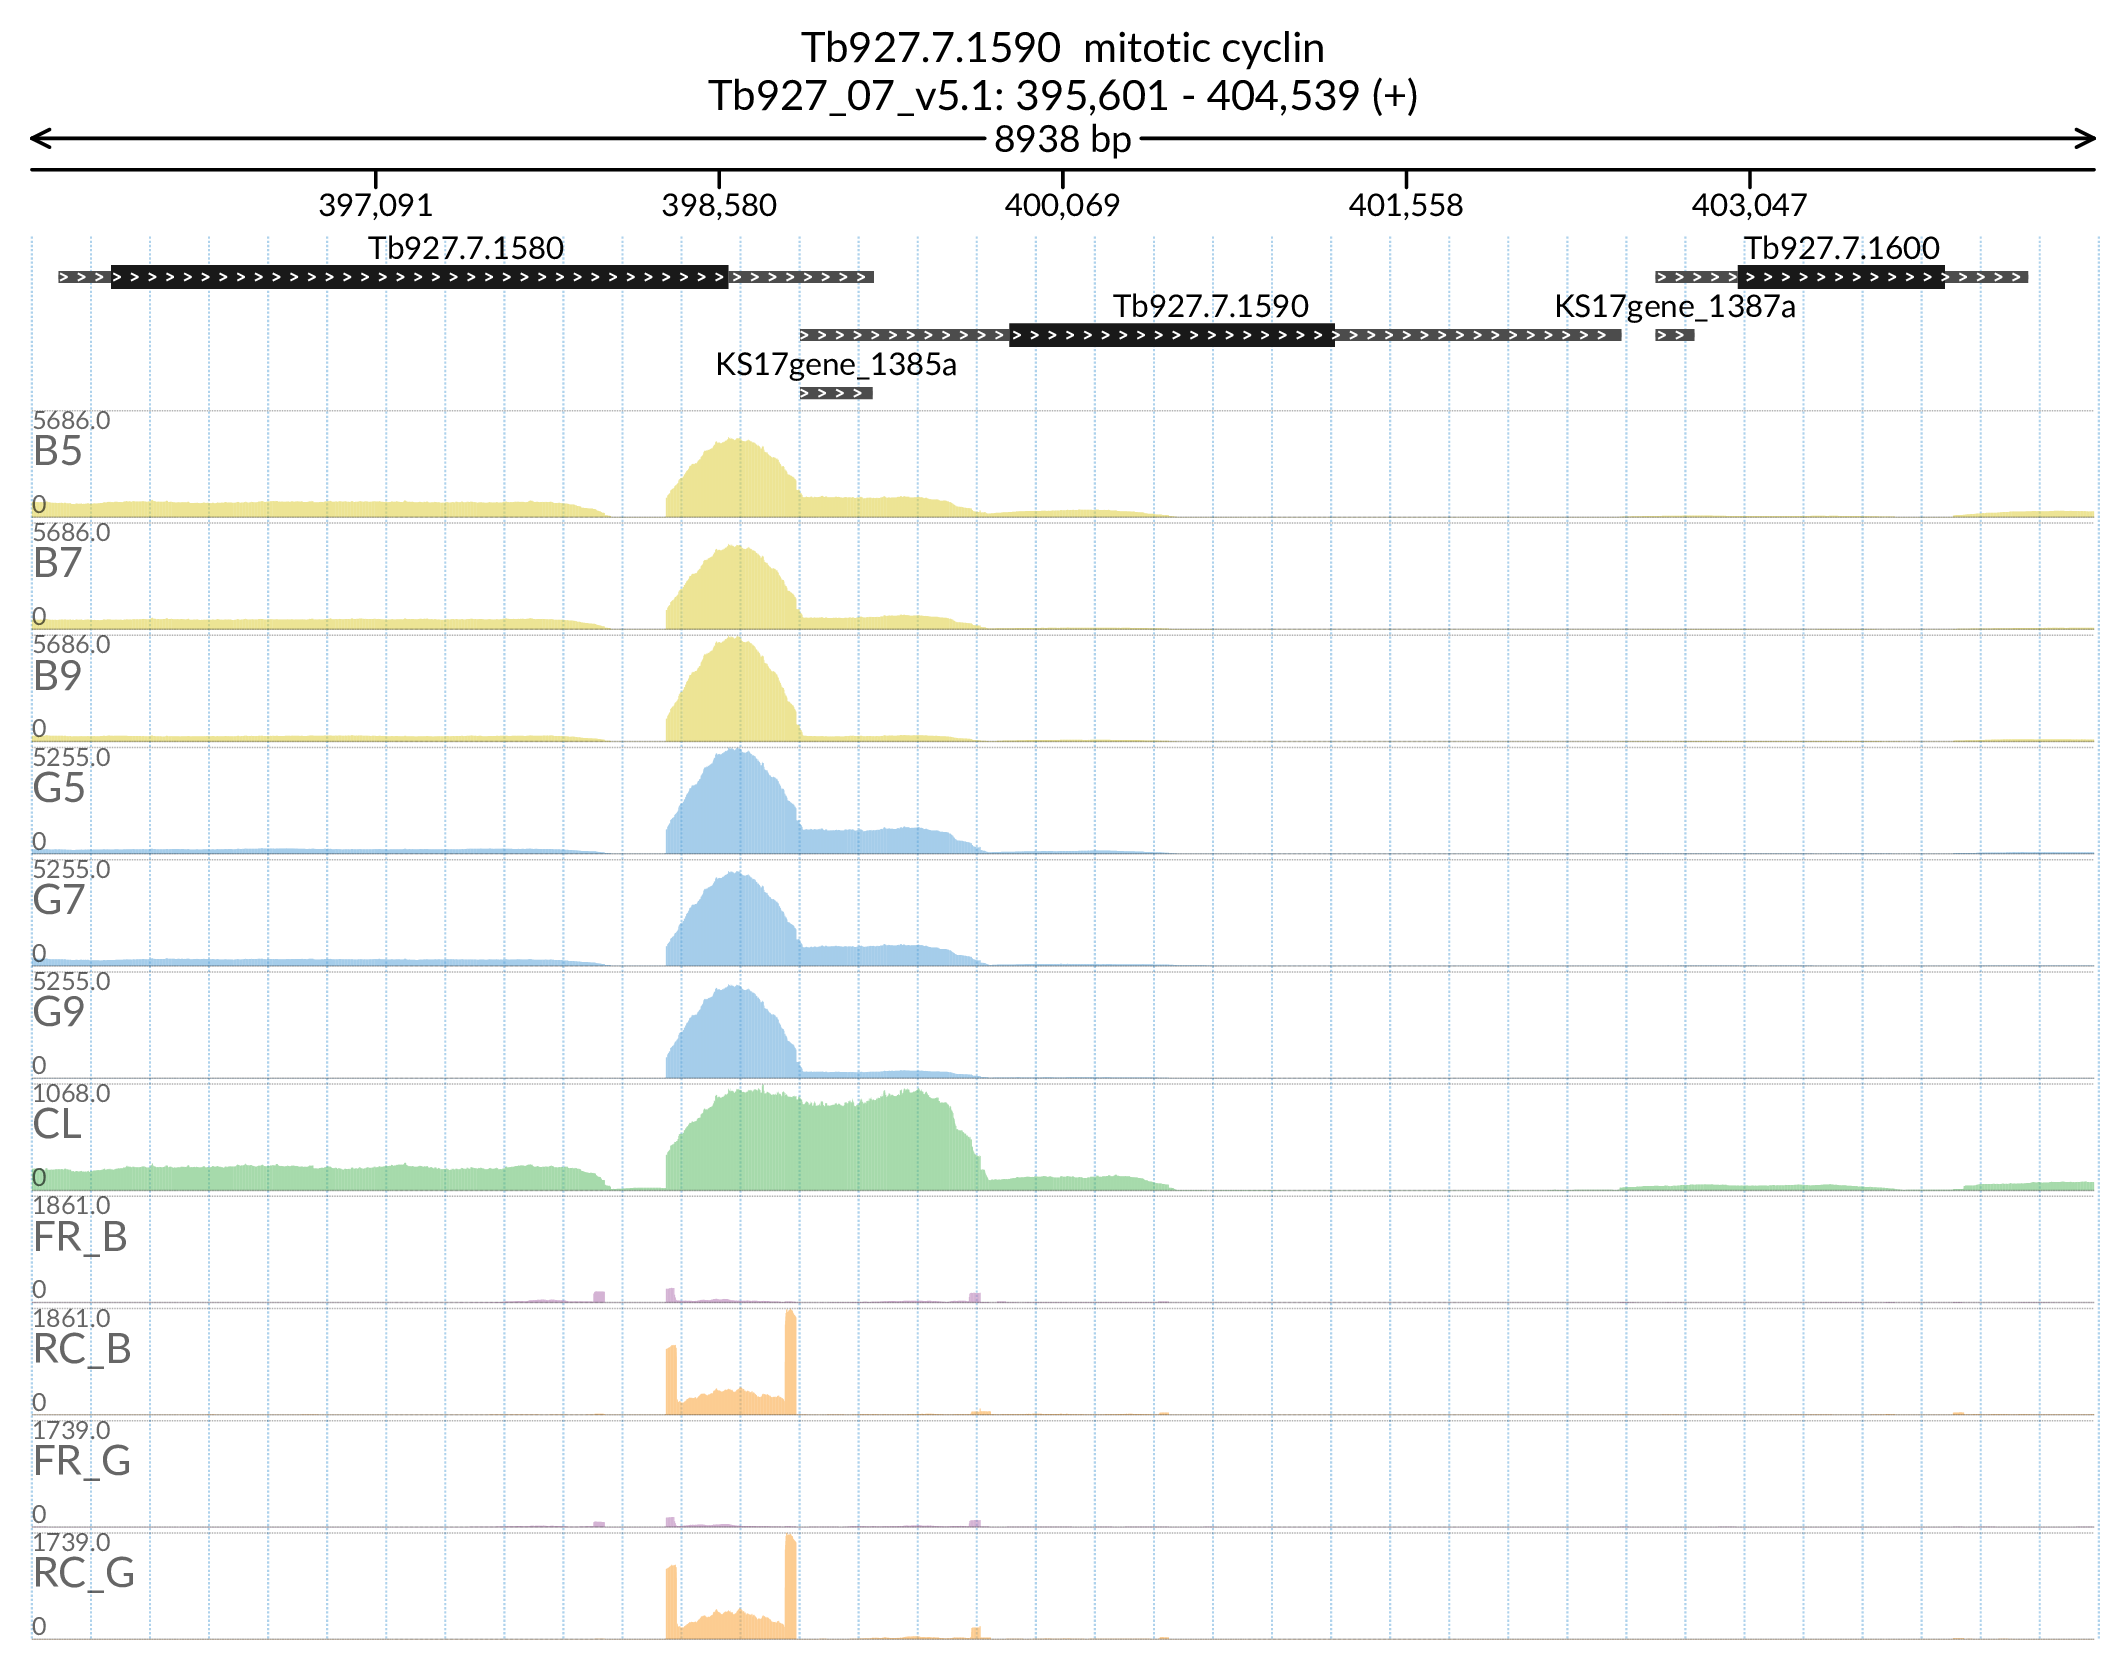 Tb927.7.1590  mitotic cyclin
Tb927_07_v5.1: 395,601 - 404,539 (+)
8938 bp
397,091 398,580 400,069 401,558 403,047
Tb927.7.1580 Tb927.7.1600
Tb927.7.1590 KS17gene_1387a
KS17gene_1385a
5686.0
B5
0
5686.0
B7
0
5686.0
B9
0
5255.0
G5
0
5255.0
G7
0
5255.0
G9
0
1068.0
CL
0
1861.0
FR_B
0
1861.0
RC_B
0
1739.0
FR_G
0
1739.0
RC_G
0